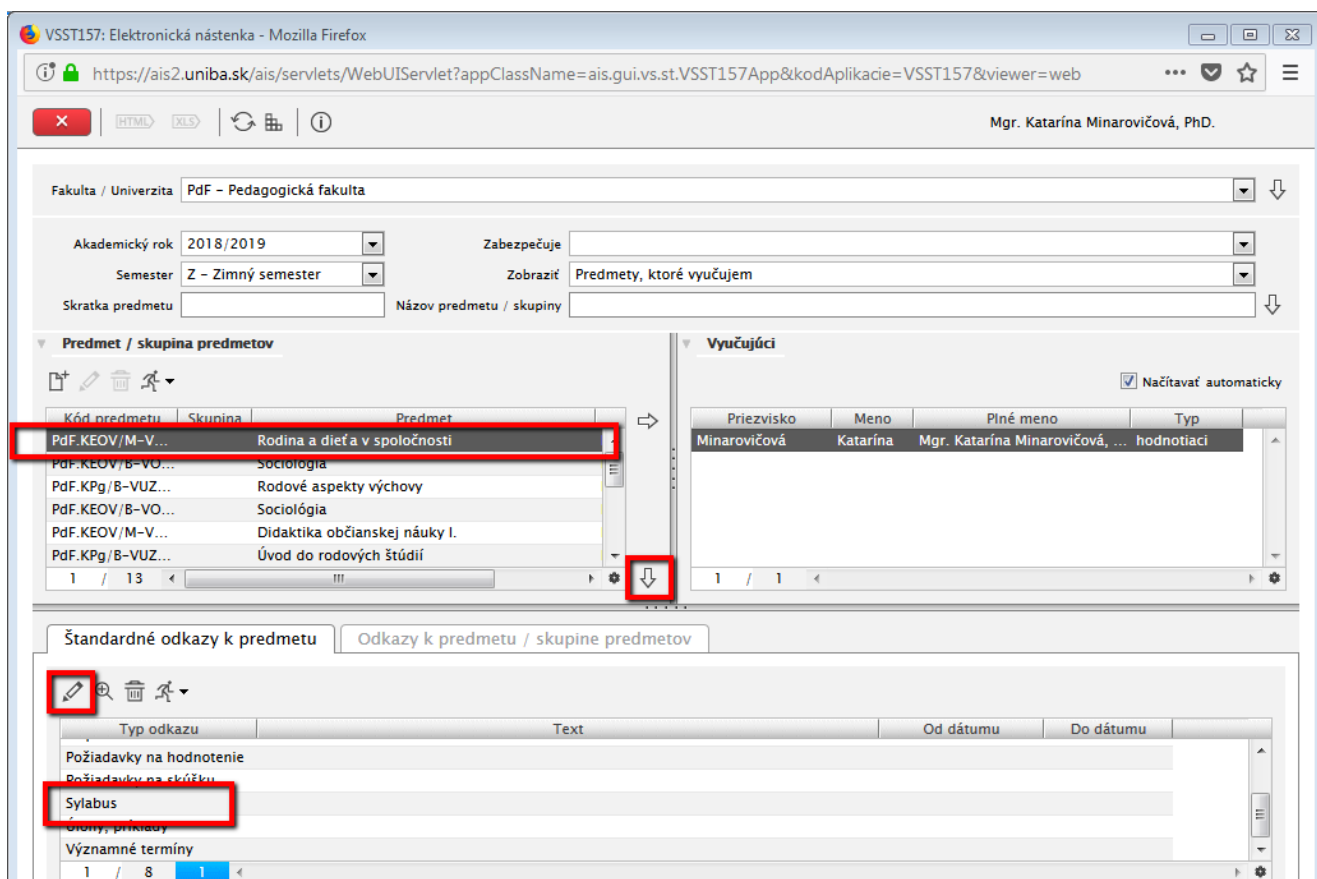 VSST157: Elektronická nástenka - Mozilla Firefox
https://ais2.uniba.sk/ais/servlets/WebUIServlet?appClassName=ais.gui.vs.st.VSST157App&kodAplikacie=VSST157&viewer=web
HTML XLS Mgr. Katarína Minarovičová, PhD.
Fakulta / Univerzita PdF - Pedagogická fakulta
Akademický rok 2018/2019 Zabezpečuje
Semester Z - Zimný semester Zobraziť Predmety, ktoré vyučujem
Skratka predmetu Názov predmetu / skupiny
Predmet / skupina predmetov Vyučujúci
Načítavať automaticky
Kód predmetu Skupina Predmet Priezvisko Meno Plné meno Typ
PdF.KEOV/M-V... Rodina a dieťa v spoločnosti Minarovičová Katarína Mgr. Katarína Minarovičová, ... hodnotiaci
PdF.KEOV/B-VO... Sociológia
PdF.KPg/B-VUZ... Rodové aspekty výchovy
PdF.KEOV/B-VO... Sociológia
PdF.KEOV/M-V... Didaktika občianskej náuky I.
PdF.KPg/B-VUZ... Úvod do rodových štúdií
1 / 13 1 / 1
Štandardné odkazy k predmetu Odkazy k predmetu / skupine predmetov
Typ odkazu Text Od dátumu Do dátumu
Požiadavky na hodnotenie
Požiadavky na skúšku
Sylabus
Úlohy, príklady
Významné termíny
1 / 8 1